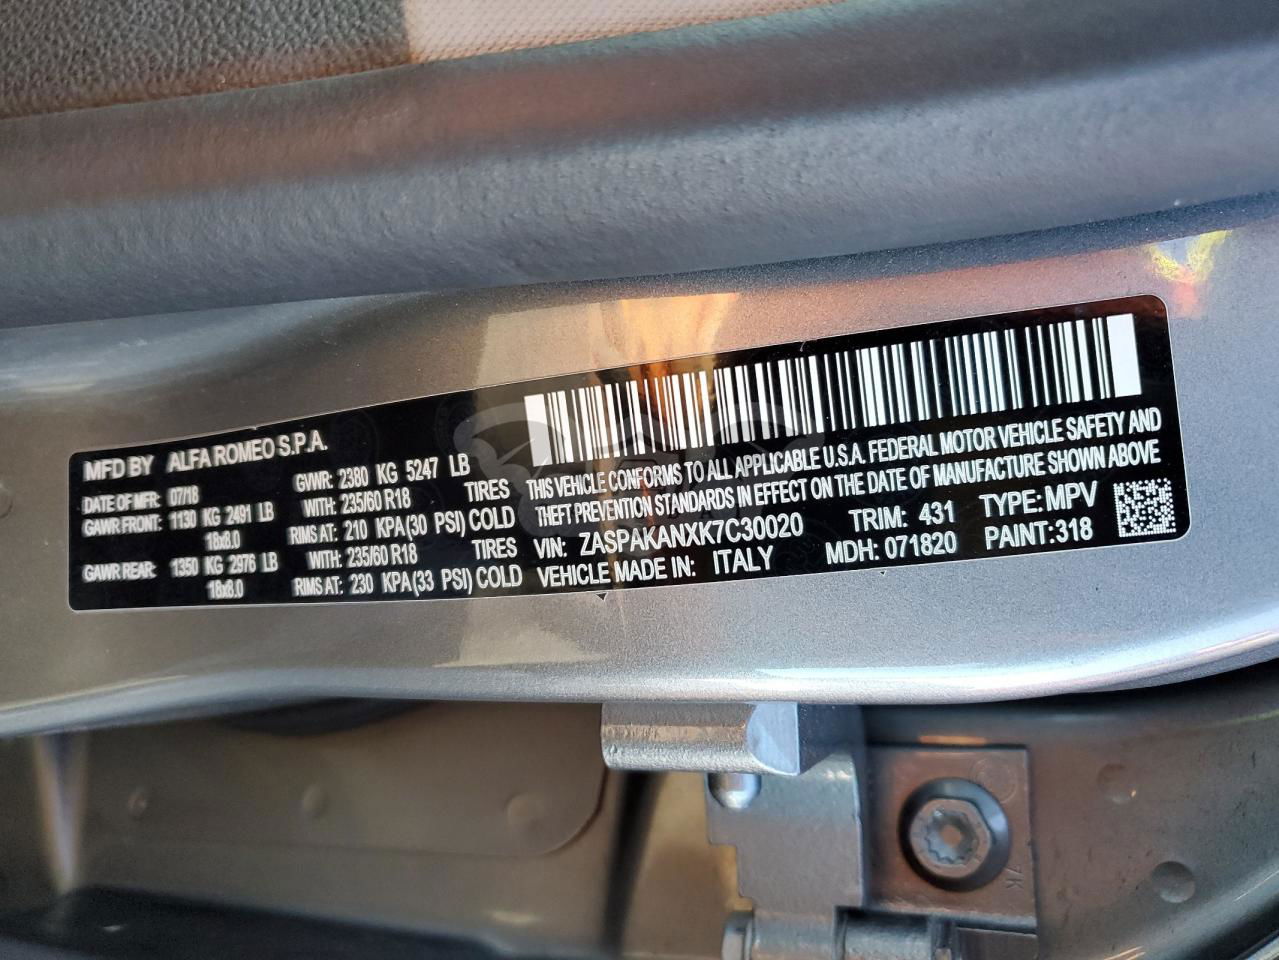 MFD BY ALFA ROMEO S.P.A.
DATE OF MFR: 07/18 GVWR: 2380 KG 5247 LB
GAWR FRONT: 1130 KG 2491 LB WITH: 235/60 R18 TIRES
18x8.0 RIMS AT: 210 KPA(30 PSI) COLD
GAWR REAR: 1350 KG 2976 LB WITH: 235/60 R18 TIRES
18x8.0 RIMS AT: 230 KPA(33 PSI) COLD
THIS VEHICLE CONFORMS TO ALL APPLICABLE U.S.A. FEDERAL MOTOR VEHICLE SAFETY AND
THEFT PREVENTION STANDARDS IN EFFECT ON THE DATE OF MANUFACTURE SHOWN ABOVE
VIN: ZASPAKANXK7C30020 TRIM: 431 TYPE: MPV
VEHICLE MADE IN: ITALY MDH: 071820 PAINT:318
7K